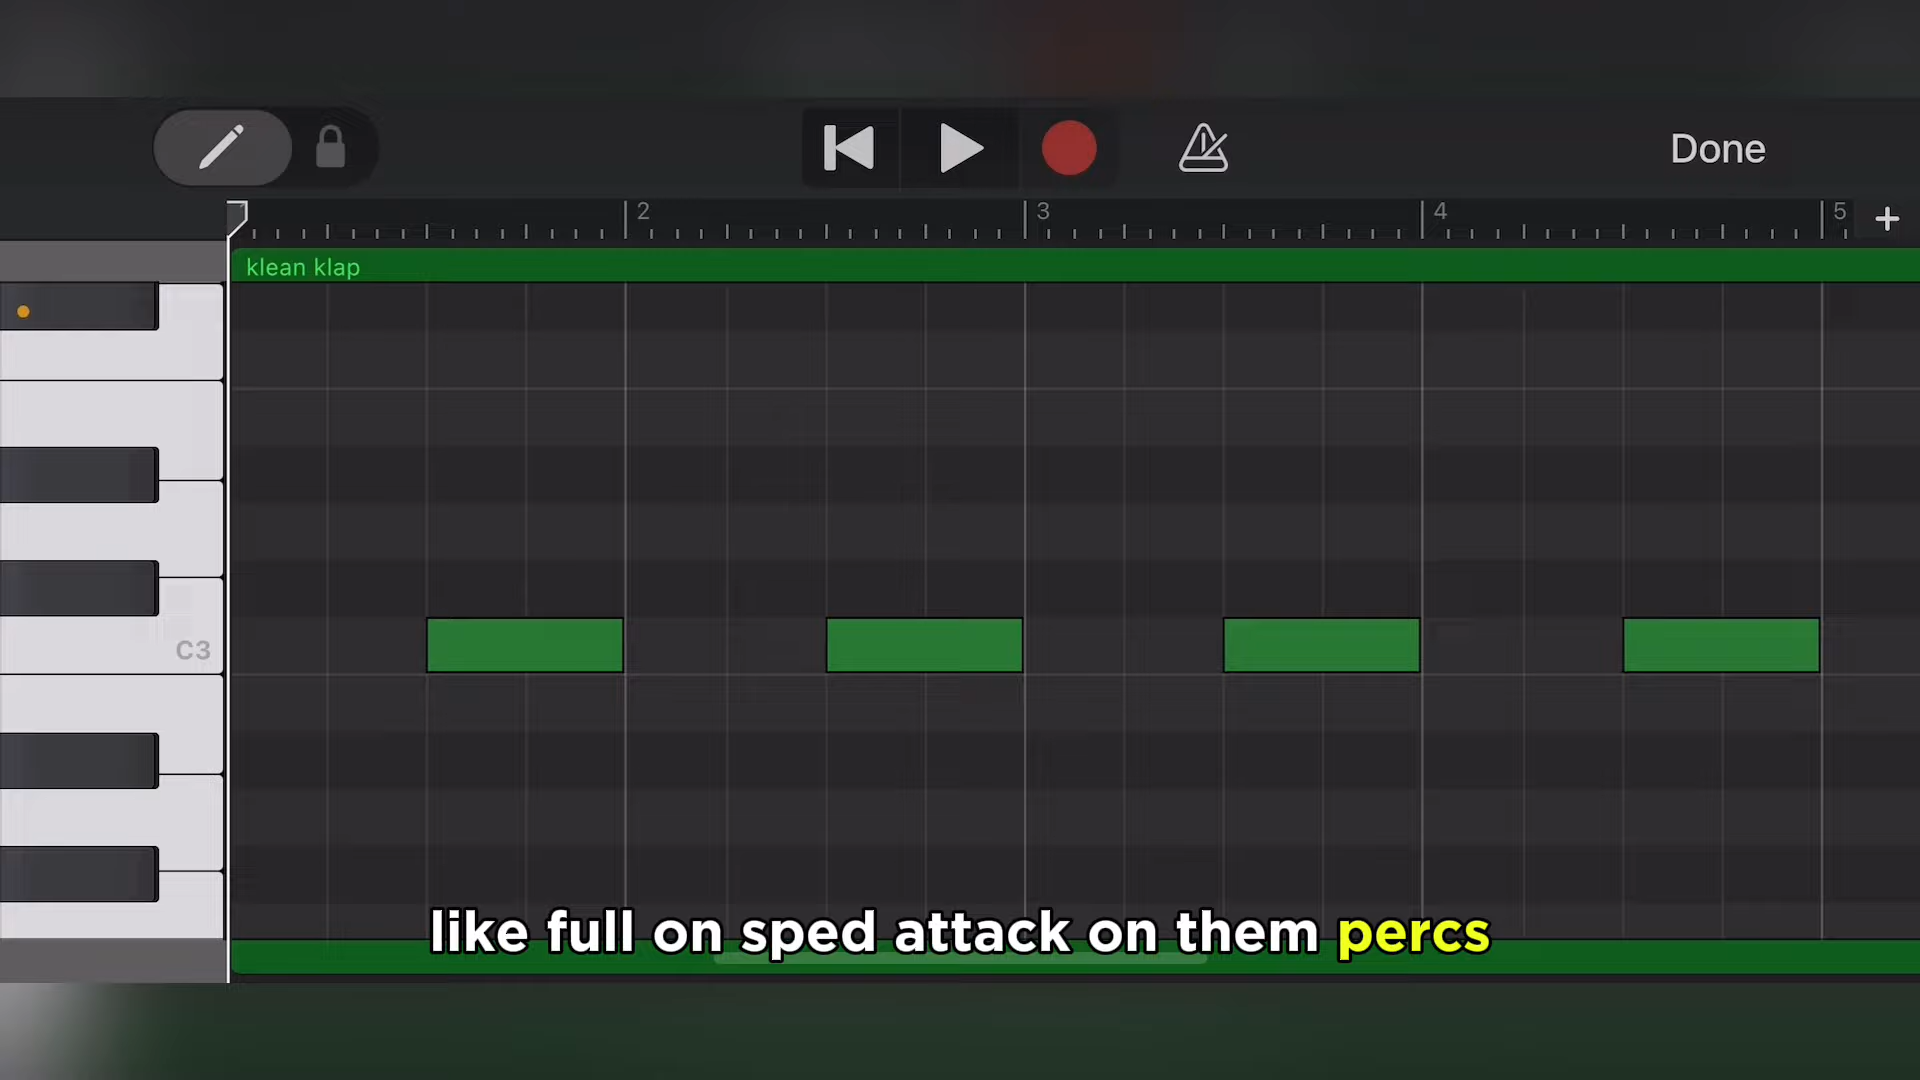 Done
2 3 4 5
klean klap
C3
like full on sped attack on them percs